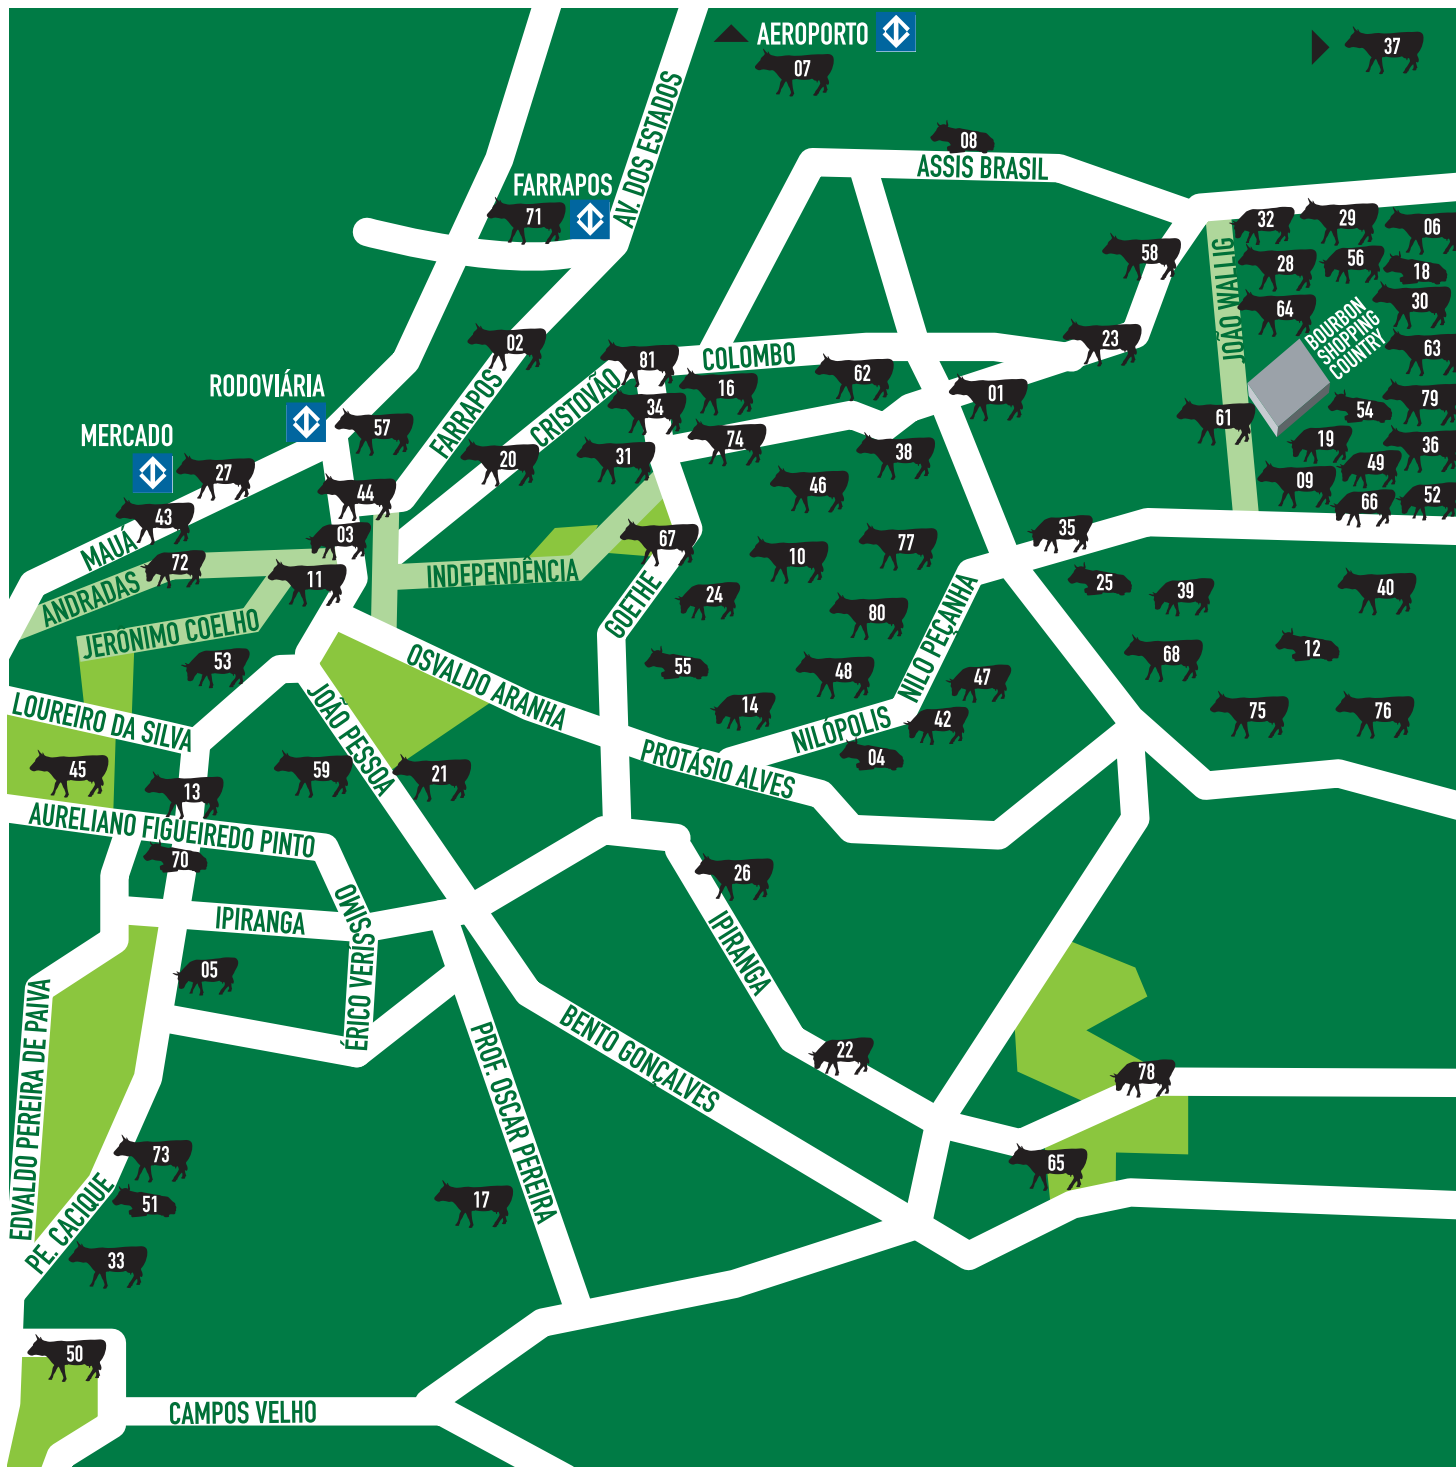 AEROPORTO
37
07
08
ASSIS BRASIL
AV. DOS ESTADOS
FARRAPOS
71
32
29
06
58
28
56
18
JOÃO WALLIG
64
30
BOURBON
SHOPPING
COUNTRY
02
81
COLOMBO
23
63
RODOVIÁRIA
16
62
01
79
FARRAPOS
CRISTOVÃO
34
54
61
57
MERCADO
74
19
36
27
20
31
38
49
09
44
46
66
52
43
MAUÁ
03
67
35
72
10
77
ANDRADAS
11
INDEPENDÊNCIA
25
39
40
GOETHE
24
80
NILO PEÇANHA
JERÔNIMO COELHO
53
OSVALDO ARANHA
55
48
47
68
12
LOUREIRO DA SILVA
JOÃO PESSOA
14
NILÓPOLIS
42
75
76
45
59
21
PROTÁSIO ALVES
04
13
AURELIANO FIGUEIREDO PINTO
70
26
IPIRANGA
ÉRICO VERÍSSIMO
IPIRANGA
05
EDVALDO PEREIRA DE PAIVA
PROF. OSCAR PEREIRA
BENTO GONÇALVES
22
78
73
65
51
PE. CACIQUE
17
33
50
CAMPOS VELHO